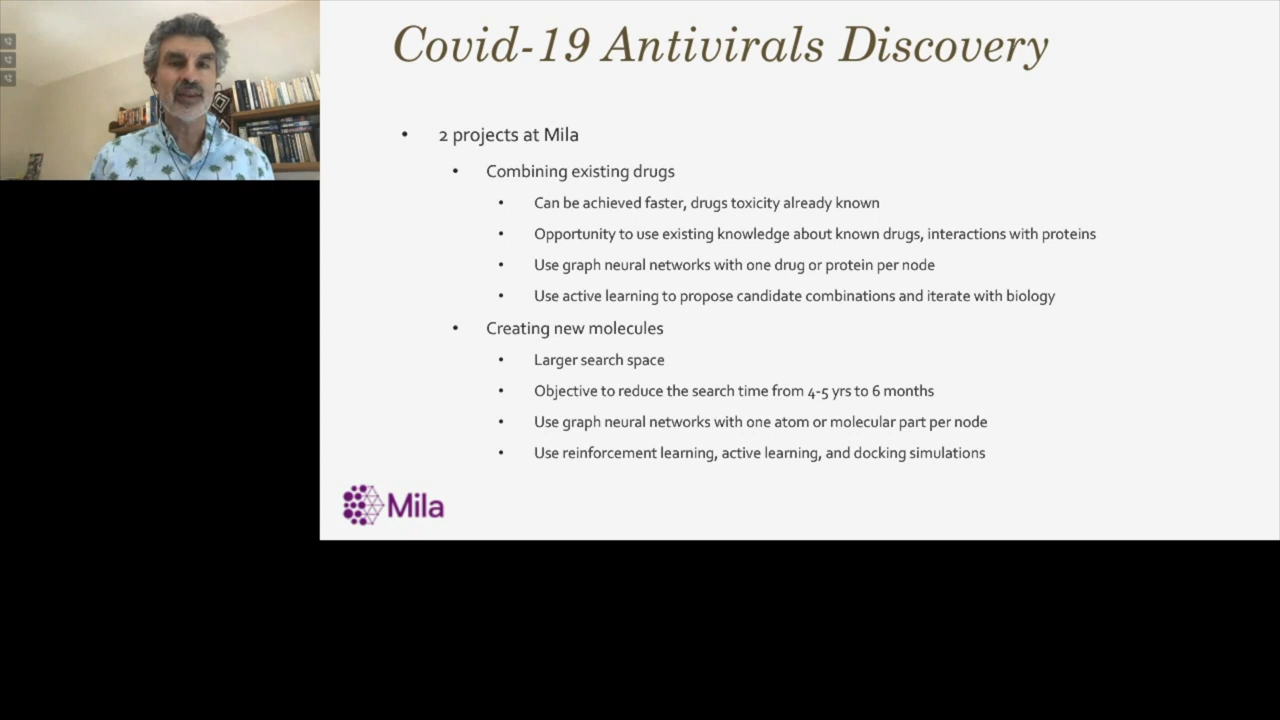 Covid-19 Antivirals Discovery
• 2 projects at Mila
• Combining existing drugs
• Can be achieved faster, drugs toxicity already known
• Opportunity to use existing knowledge about known drugs, interactions with proteins
• Use graph neural networks with one drug or protein per node
• Use active learning to propose candidate combinations and iterate with biology
• Creating new molecules
• Larger search space
• Objective to reduce the search time from 4-5 yrs to 6 months
• Use graph neural networks with one atom or molecular part per node
• Use reinforcement learning, active learning, and docking simulations
Mila